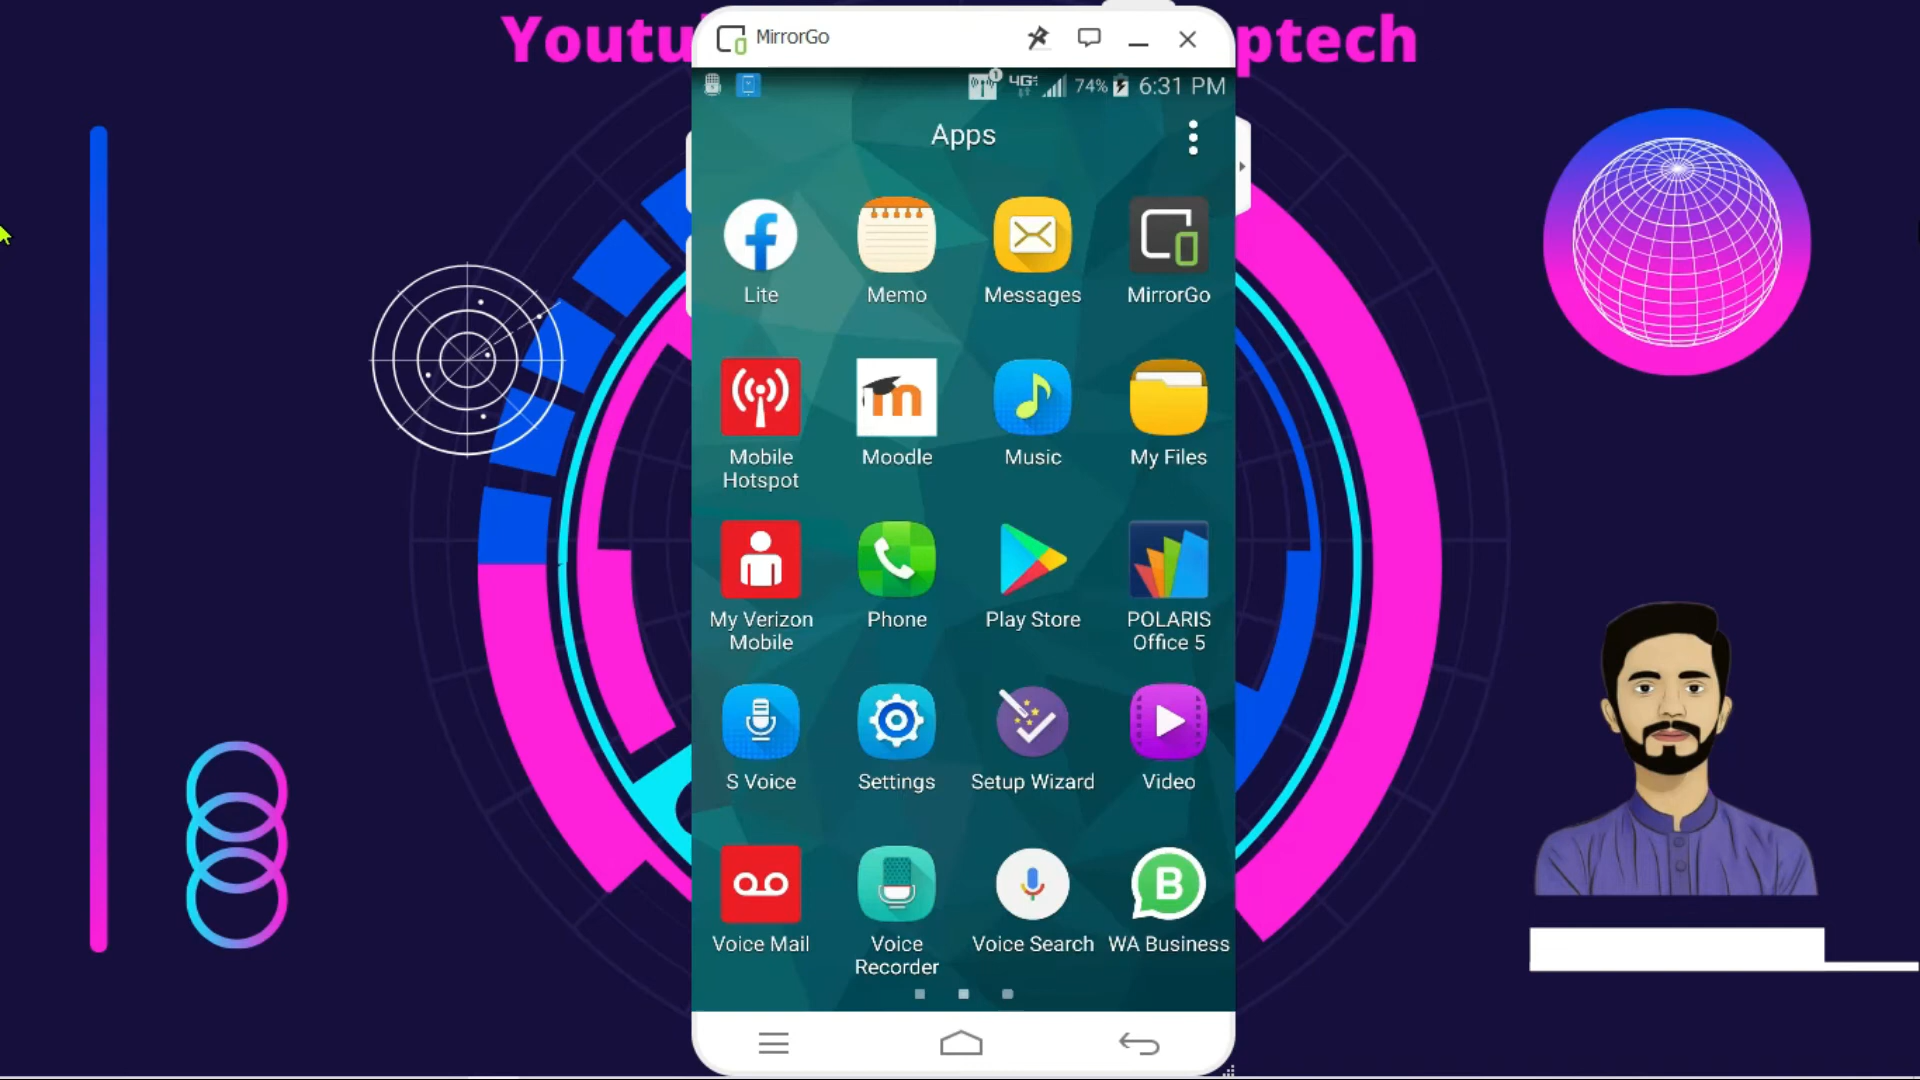 Youtu
ptech
MirrorGo
1 4G 74% 6:31 PM
Apps
Lite
Memo
Messages
MirrorGo
Mobile
Hotspot
Moodle
Music
My Files
My Verizon
Mobile
Phone
Play Store
POLARIS
Office 5
S Voice
Settings
Setup Wizard
Video
Voice Mail
Voice
Recorder
Voice Search
B
WA Business